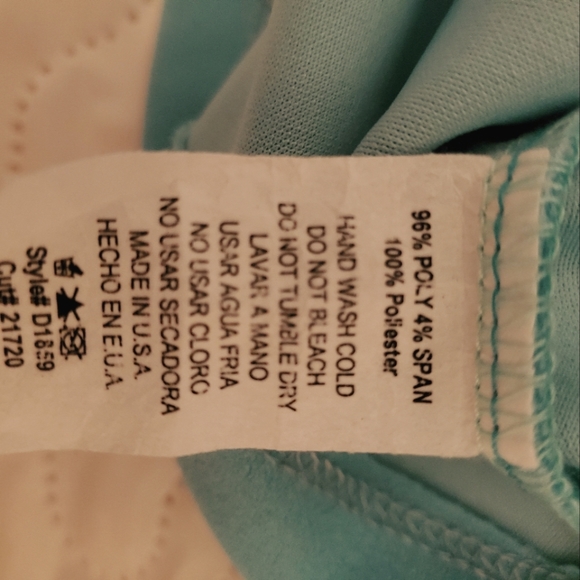 96% POLY 4% SPAN
100% Poliester
HAND WASH COLD
DO NOT BLEACH
DO NOT TUMBLE DRY
LAVAR A MANO
USAR AGUA FRIA
NO USAR CLORO
NO USAR SECADORA
MADE IN U.S.A.
HECHO EN E.U.A.
Style# D1859
Cut# 21720